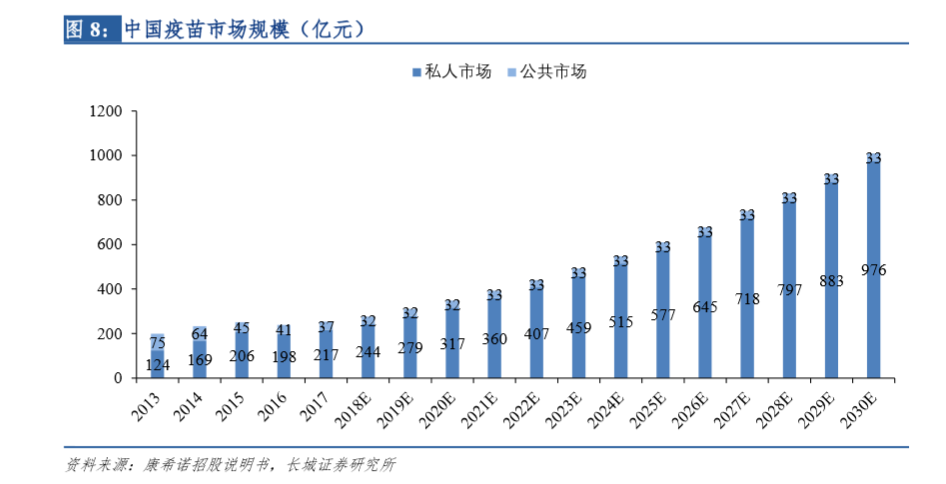 图 8： 中国疫苗市场规模（亿元）
私人市场 公共市场
1200
1000
800
600
400
200
0
75 64 45 41 37 32 32 32 33 33 33 33 33 33 33 33 33 33
124 169 206 198 217 244 279 317 360 407 459 515 577 645 718 797 883 976
2013 2014 2015 2016 2017 2018E 2019E 2020E 2021E 2022E 2023E 2024E 2025E 2026E 2027E 2028E 2029E 2030E
资料来源：康希诺招股说明书，长城证券研究所